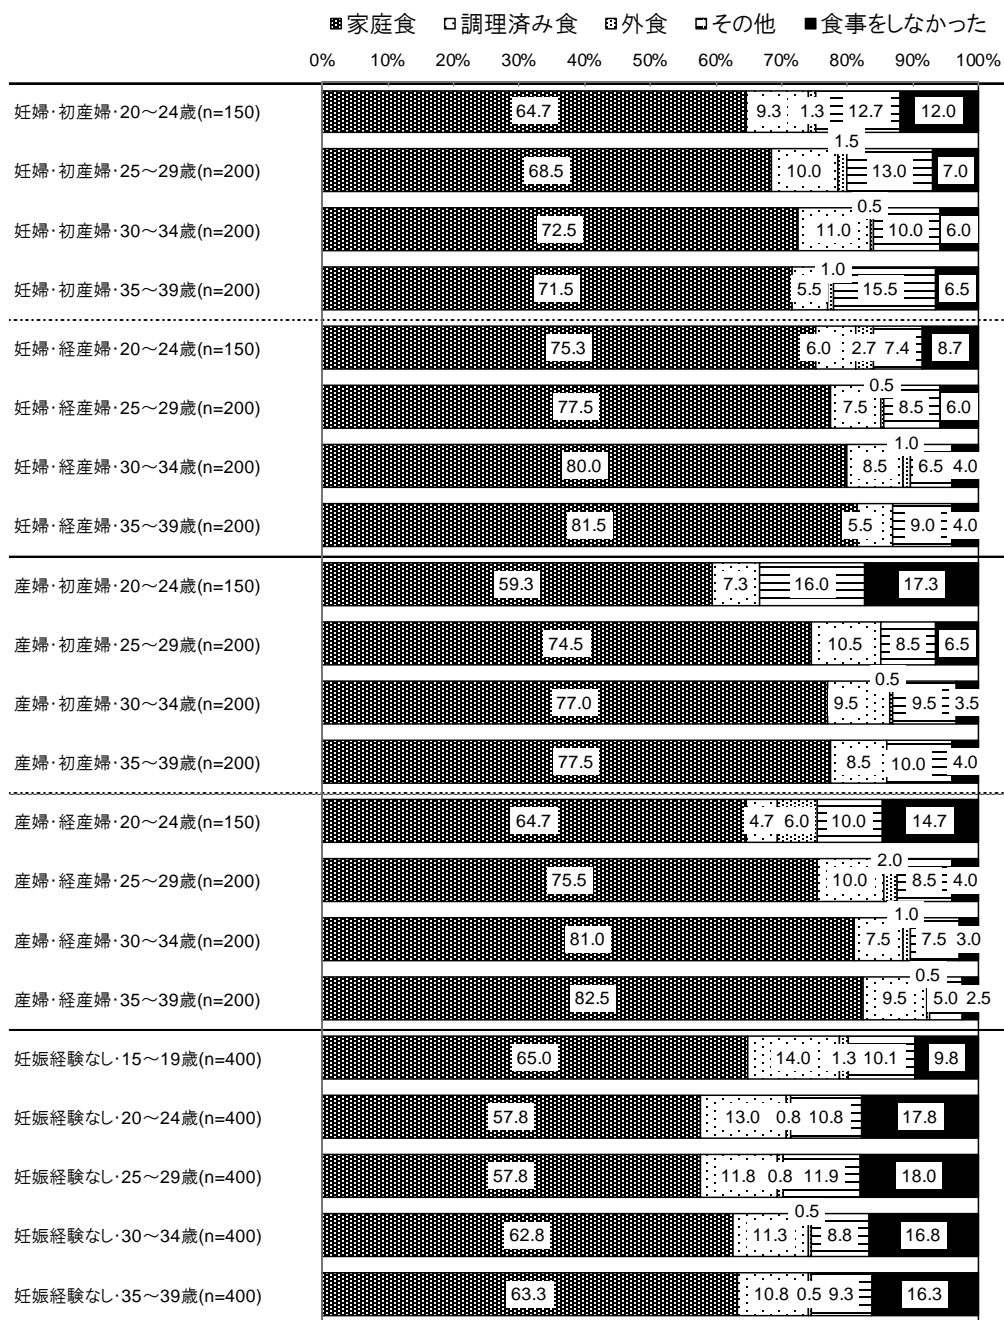 家庭食 調理済み食 外食 その他 食事をしなかった
0% 10% 20% 30% 40% 50% 60% 70% 80% 90% 100%
妊婦・初産婦・20～24歳(n=150) 64.7 9.3 1.3 12.7 12.0
妊婦・初産婦・25～29歳(n=200) 68.5 10.0 1.5 13.0 7.0
妊婦・初産婦・30～34歳(n=200) 72.5 11.0 0.5 10.0 6.0
妊婦・初産婦・35～39歳(n=200) 71.5 5.5 1.0 15.5 6.5
妊婦・経産婦・20～24歳(n=150) 75.3 6.0 2.7 7.4 8.7
妊婦・経産婦・25～29歳(n=200) 77.5 7.5 0.5 8.5 6.0
妊婦・経産婦・30～34歳(n=200) 80.0 8.5 1.0 6.5 4.0
妊婦・経産婦・35～39歳(n=200) 81.5 5.5 9.0 4.0
産婦・初産婦・20～24歳(n=150) 59.3 7.3 16.0 17.3
産婦・初産婦・25～29歳(n=200) 74.5 10.5 8.5 6.5
産婦・初産婦・30～34歳(n=200) 77.0 9.5 0.5 9.5 3.5
産婦・初産婦・35～39歳(n=200) 77.5 8.5 10.0 4.0
産婦・経産婦・20～24歳(n=150) 64.7 4.7 6.0 10.0 14.7
産婦・経産婦・25～29歳(n=200) 75.5 10.0 2.0 8.5 4.0
産婦・経産婦・30～34歳(n=200) 81.0 7.5 1.0 7.5 3.0
産婦・経産婦・35～39歳(n=200) 82.5 9.5 0.5 5.0 2.5
妊娠経験なし・15～19歳(n=400) 65.0 14.0 1.3 10.1 9.8
妊娠経験なし・20～24歳(n=400) 57.8 13.0 0.8 10.8 17.8
妊娠経験なし・25～29歳(n=400) 57.8 11.8 0.8 11.9 18.0
妊娠経験なし・30～34歳(n=400) 62.8 11.3 0.5 8.8 16.8
妊娠経験なし・35～39歳(n=400) 63.3 10.8 0.5 9.3 16.3